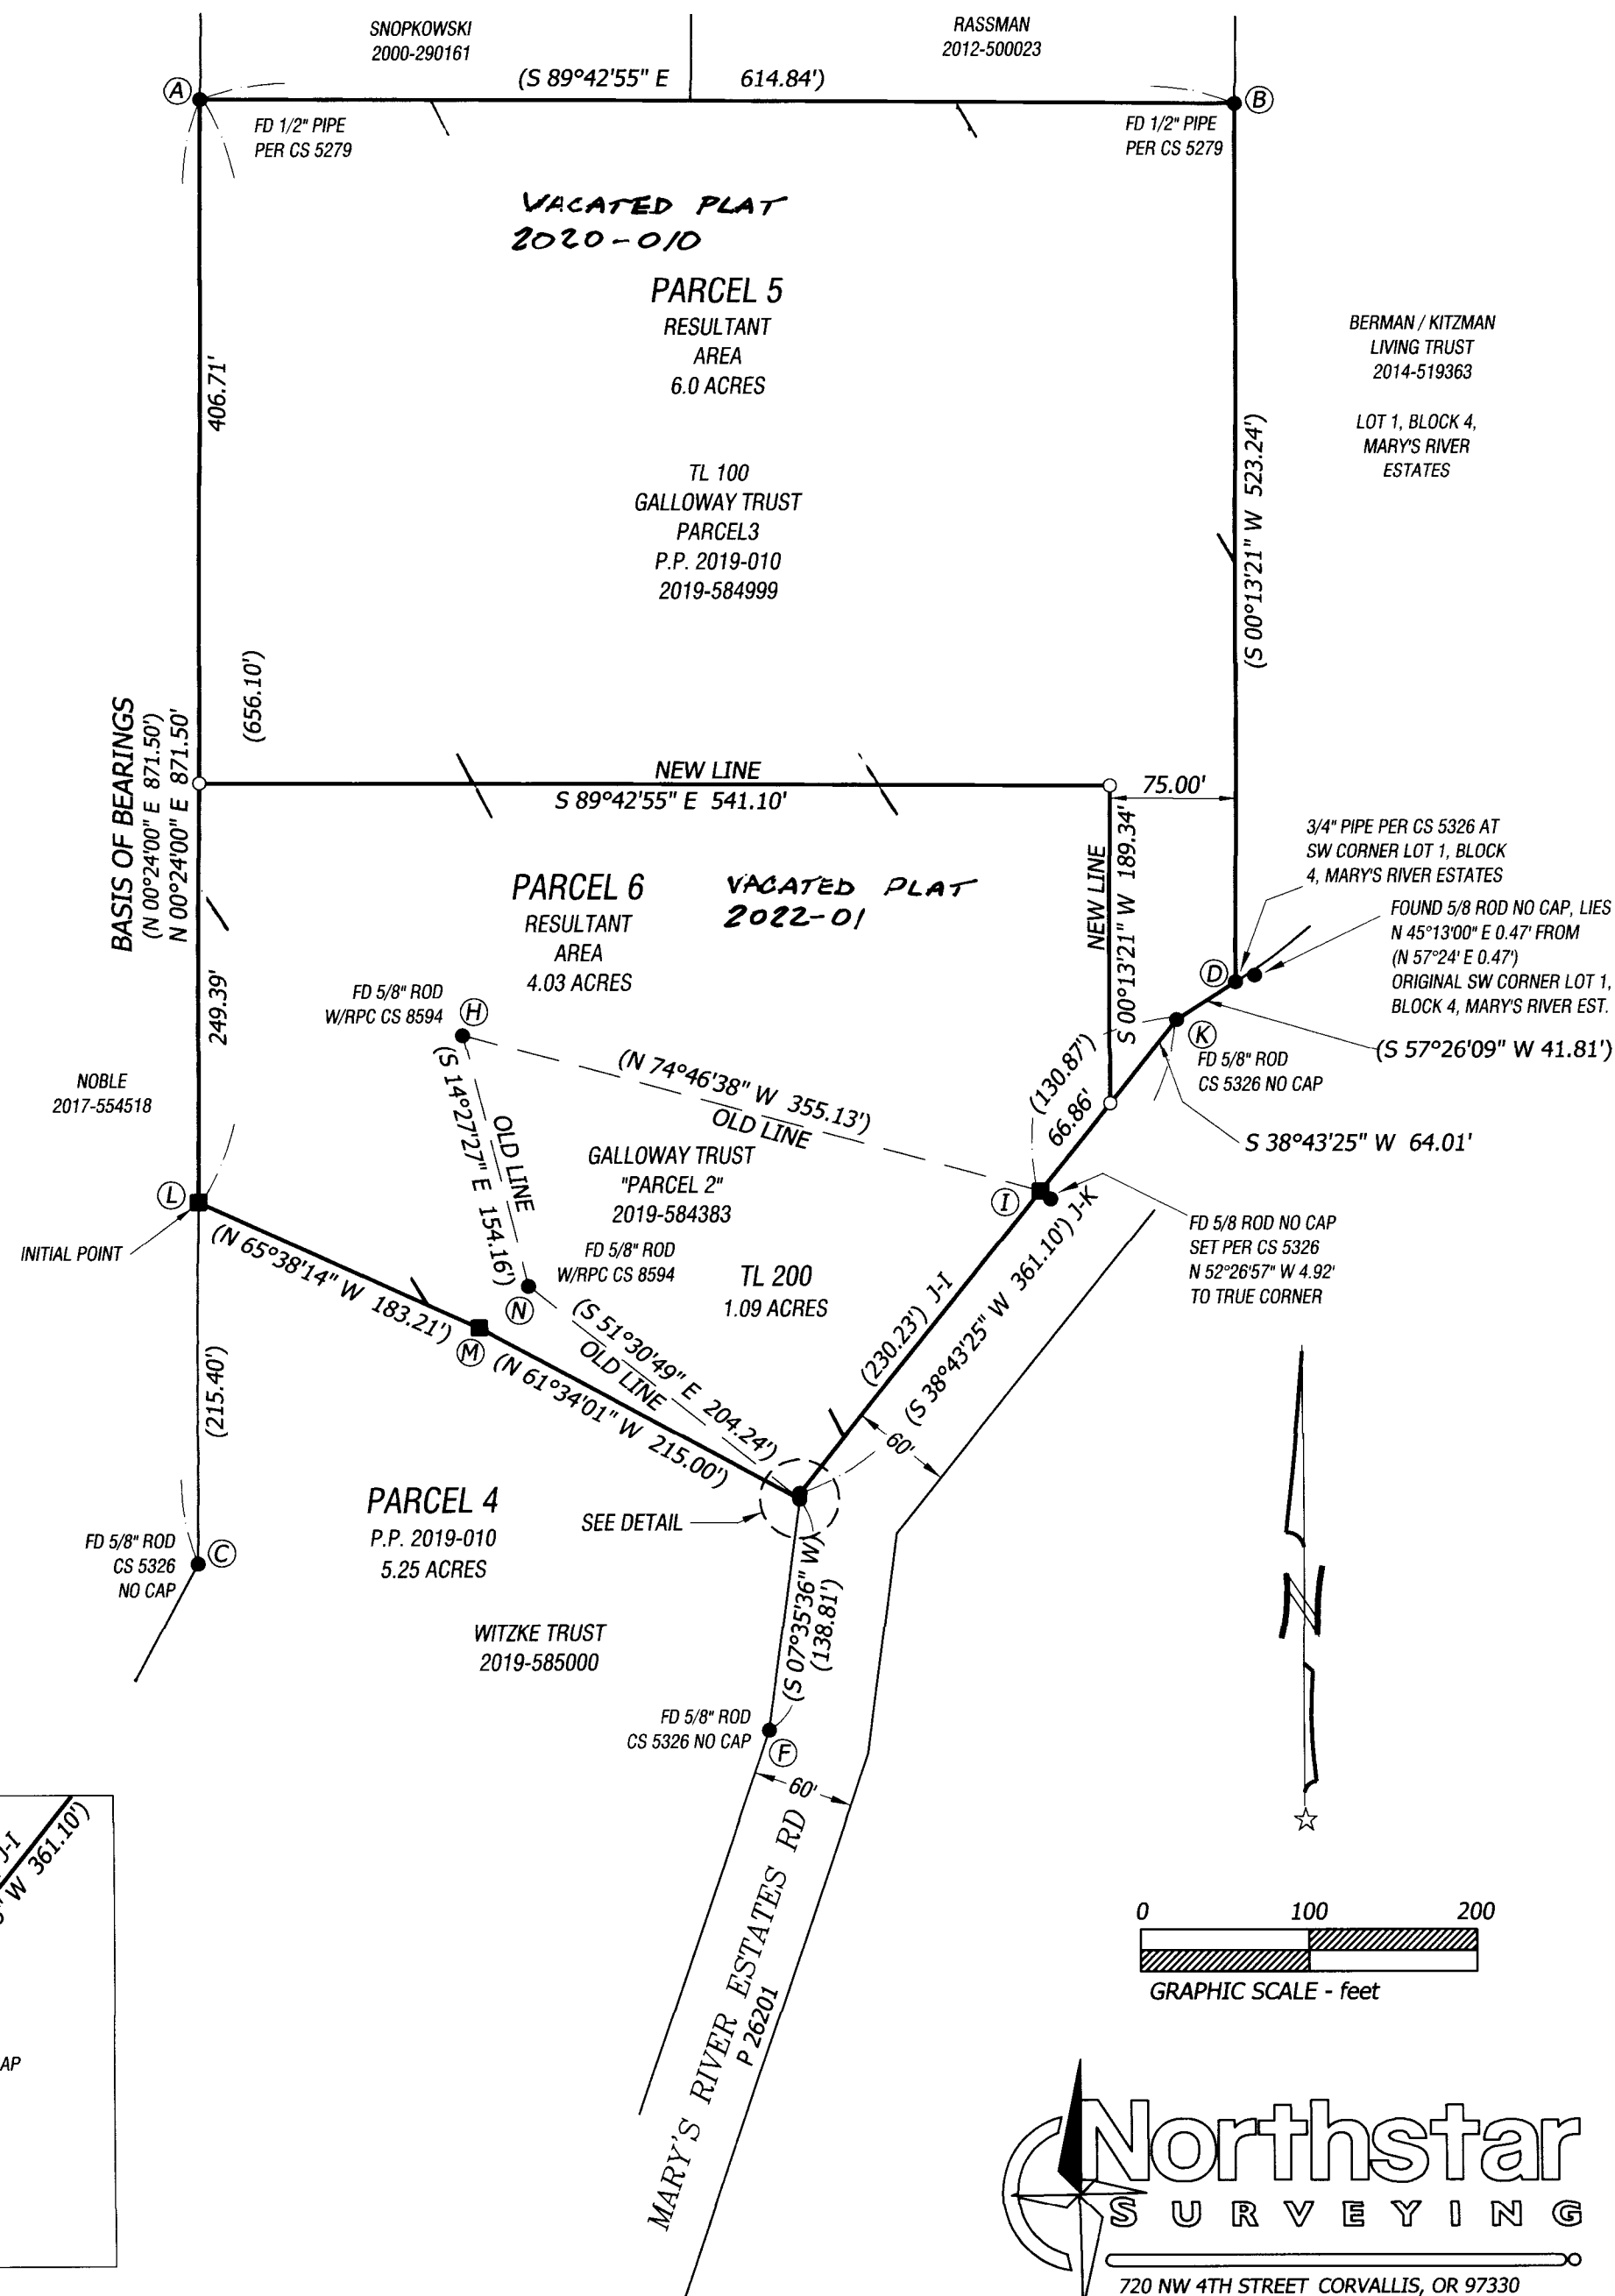 SNOPKOWSKI
2000-290161
RASSMAN
2012-500023
(S 89°42'55" E 614.84')
A
B
FD 1/2" PIPE
PER CS 5279
FD 1/2" PIPE
PER CS 5279
VACATED PLAT
2020-010
PARCEL 5
RESULTANT
AREA
6.0 ACRES
BERMAN / KITZMAN
LIVING TRUST
2014-519363
LOT 1, BLOCK 4,
MARY'S RIVER
ESTATES
406.71'
(S 00°13'21" W 523.24')
TL 100
GALLOWAY TRUST
PARCEL3
P.P. 2019-010
2019-584999
(656.10')
BASIS OF BEARINGS
(N 00°24'00" E 871.50')
N 00°24'00" E 871.50'
NEW LINE
S 89°42'55" E 541.10'
75.00'
NEW LINE
S 00°13'21" W 189.34'
3/4" PIPE PER CS 5326 AT
SW CORNER LOT 1, BLOCK
4, MARY'S RIVER ESTATES
PARCEL 6
RESULTANT
AREA
4.03 ACRES
VACATED PLAT
2022-01
FOUND 5/8 ROD NO CAP, LIES
N 45°13'00" E 0.47' FROM
(N 57°24' E 0.47')
ORIGINAL SW CORNER LOT 1,
BLOCK 4, MARY'S RIVER EST.
D
249.39'
FD 5/8" ROD
W/RPC CS 8594
H
K
(S 57°26'09" W 41.81')
FD 5/8" ROD
CS 5326 NO CAP
(N 74°46'38" W 355.13')
OLD LINE
(130.87')
66.86'
S 38°43'25" W 64.01'
NOBLE
2017-554518
(S 14°27'27" E 154.16')
OLD LINE
GALLOWAY TRUST
"PARCEL 2"
2019-584383
L
I
INITIAL POINT
(N 65°38'14" W 183.21')
FD 5/8" ROD
W/RPC CS 8594
TL 200
1.09 ACRES
FD 5/8 ROD NO CAP
SET PER CS 5326
N 52°26'57" W 4.92'
TO TRUE CORNER
N
M
(S 51°30'49" E 204.24')
OLD LINE
(N 61°34'01" W 215.00')
(230.23') J-I
(S 38°43'25" W 361.10') J-K
60'
(215.40')
PARCEL 4
P.P. 2019-010
5.25 ACRES
SEE DETAIL
FD 5/8" ROD
CS 5326
NO CAP
C
(S 07°35'36" W)
(138.81')
WITZKE TRUST
2019-585000
N
FD 5/8" ROD
CS 5326 NO CAP
F
60'
J-I
W 361.10')
MARY'S RIVER ESTATES RD
P 26201
0 100 200
GRAPHIC SCALE - feet
AP
Northstar
SURVEYING
720 NW 4TH STREET CORVALLIS, OR 97330